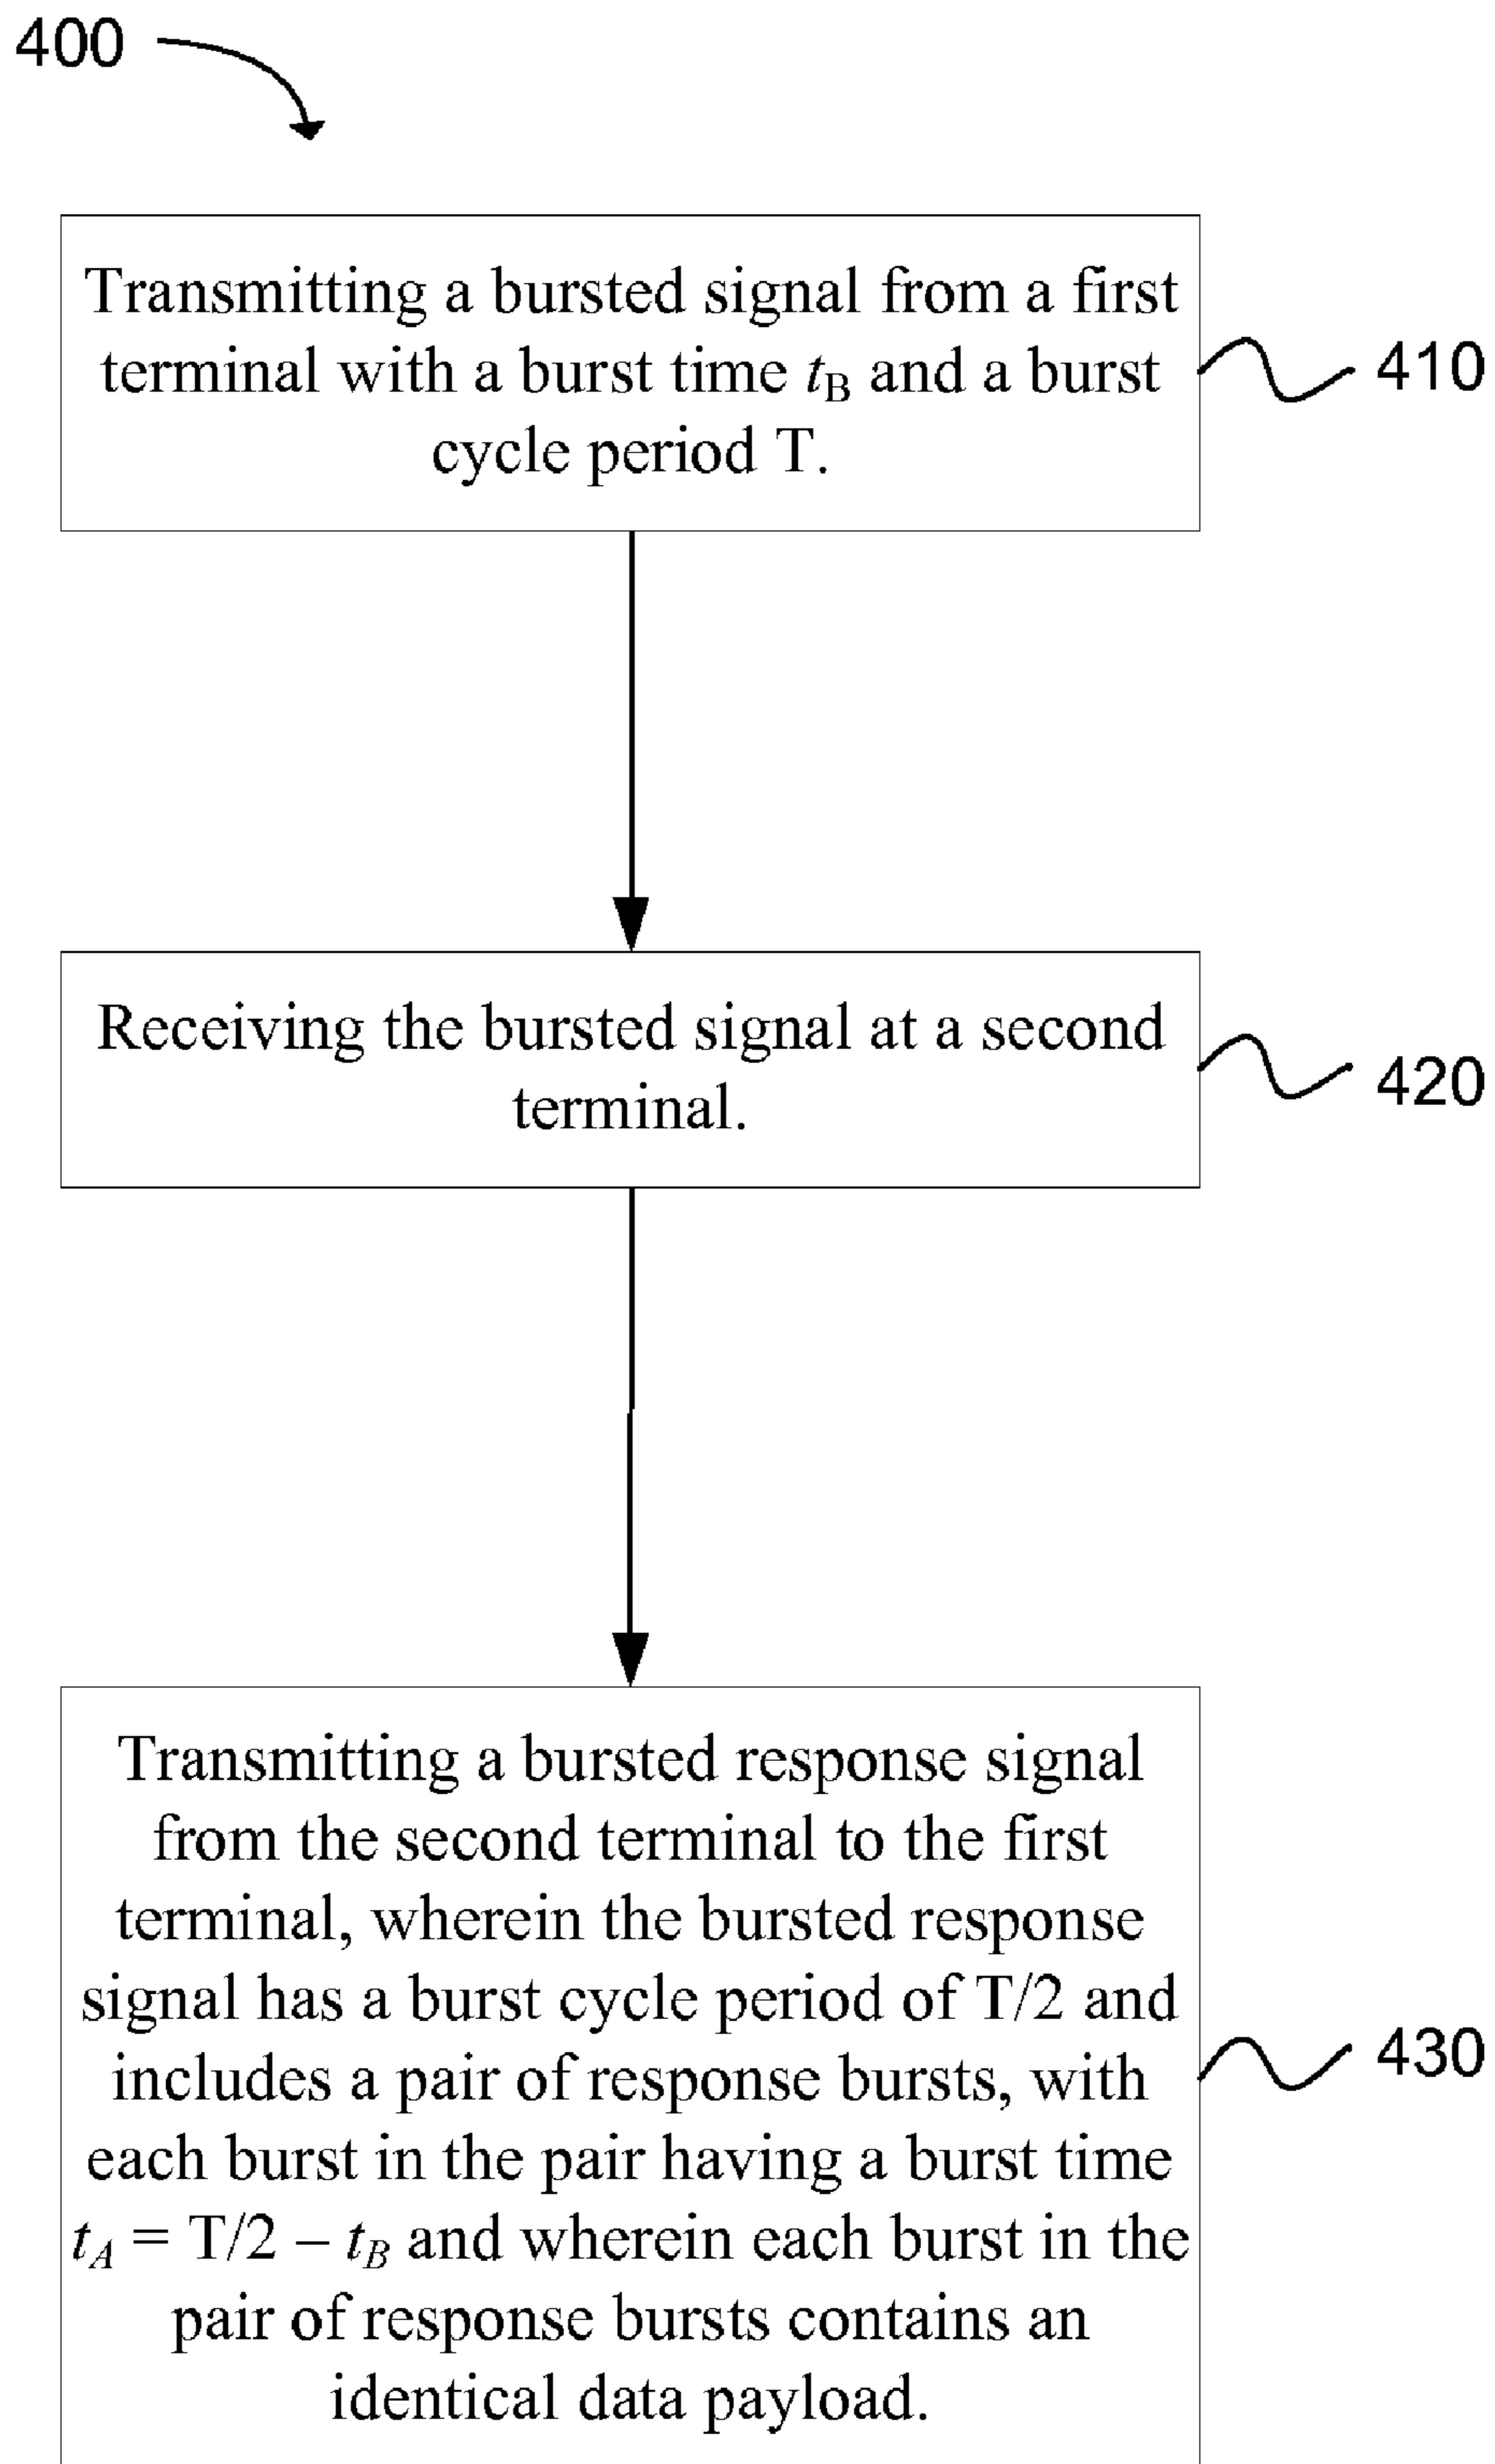 400
Transmitting a bursted signal from a first
terminal with a burst time tB and a burst
cycle period T.
410
Receiving the bursted signal at a second
terminal.
420
Transmitting a bursted response signal
from the second terminal to the first
terminal, wherein the bursted response
signal has a burst cycle period of T/2 and
includes a pair of response bursts, with
each burst in the pair having a burst time
tA = T/2 – tB and wherein each burst in the
pair of response bursts contains an
identical data payload.
430